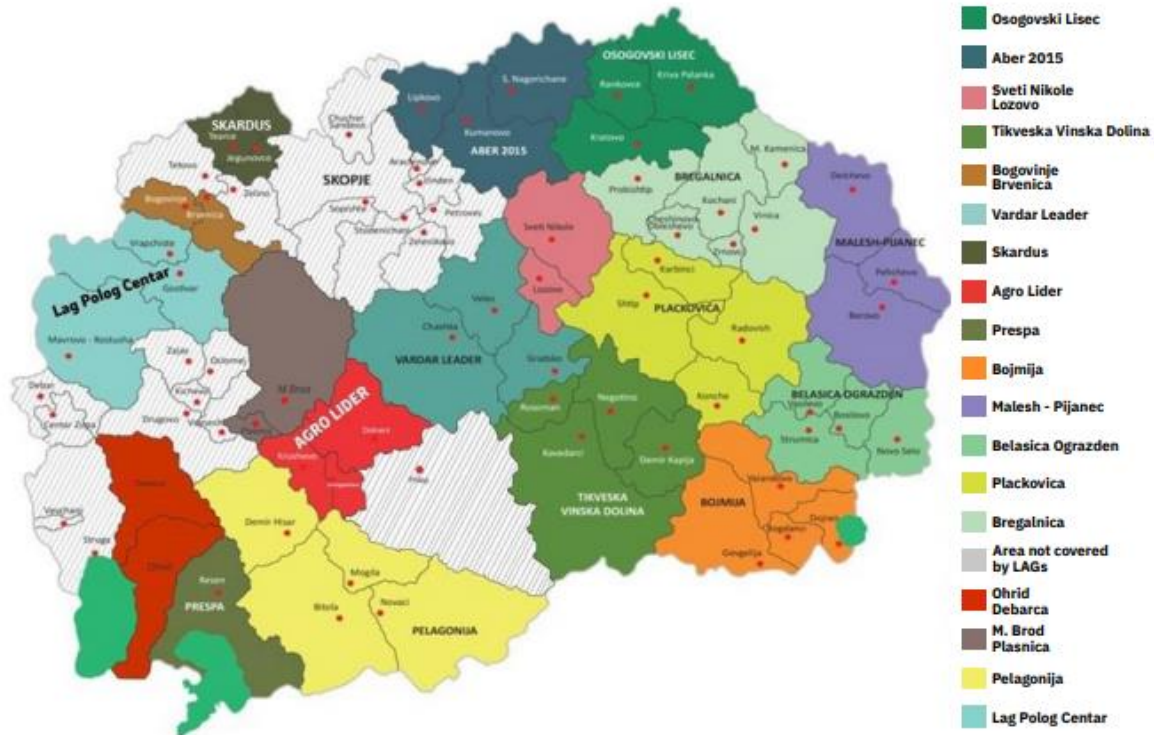 OSOGOVSKI LISEC
Kriva Palanka
Rankovce
Kratovo
S. Nagorichane
Lipkovo
Kumanovo
ABER 2015
Chucher
Sandevo
SKARDUS
Tearce
Jegunovce
Tetovo
Zelino
SKOPJE
Ilinden
Petrovec
Sopishte
Studenichani
Zelenikovo
Bogovinje
Brvenica
Vrapchiste
Gostivar
Lag Polog Centar
Mavrovo - Rostusha
M. Kamenica
BREGALNICA
Probishtip
Kochani
Vinica
Cheshinovo
Obleshevo
Zrnovci
Delchevo
MALESH-PIJANEC
Pehchevo
Berovo
Sveti Nikole
Lozovo
Karbinci
Shtip
PLACKOVICA
Radovish
Konche
Veles
Chashka
VARDAR LEADER
Gradsko
Zajas
Oslomej
Kichevo
Drugovo
Vraneshtica
Debar
Centar Zupa
M. Brod
AGRO LIDER
Dolneni
Krushevo
Prilep
Rosoman
Negotino
Kavadarci
Demir Kapija
TIKVESKA
VINSKA DOLINA
BELASICA OGRAZDEN
Vasilevo
Bosilovo
Strumica
Novo Selo
BOJMIJA
Valandovo
Bogdanci
Dojran
Gevgelija
Vevchani
Struga
Debarca
Ohrid
Resen
PRESPA
Demir Hisar
Mogila
Bitola
Novaci
PELAGONIJA
Osogovski Lisec
Aber 2015
Sveti Nikole
Lozovo
Tikveska Vinska Dolina
Bogovinje
Brvenica
Vardar Leader
Skardus
Agro Lider
Prespa
Bojmija
Malesh - Pijanec
Belasica Ograzden
Plackovica
Bregalnica
Area not covered
by LAGs
Ohrid
Debarca
M. Brod
Plasnica
Pelagonija
Lag Polog Centar